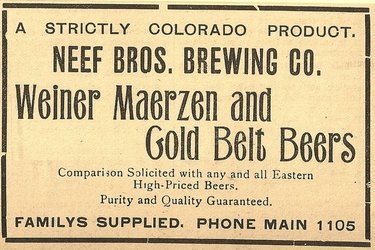 A STRICTLY COLORADO PRODUCT.
NEEF BROS. BREWING CO.
Weiner Maerzen and
Gold Belt Beers
Comparison Solicited with any and all Eastern
High-Priced Beers.
Purity and Quality Guaranteed.
FAMILYS SUPPLIED. PHONE MAIN 1105